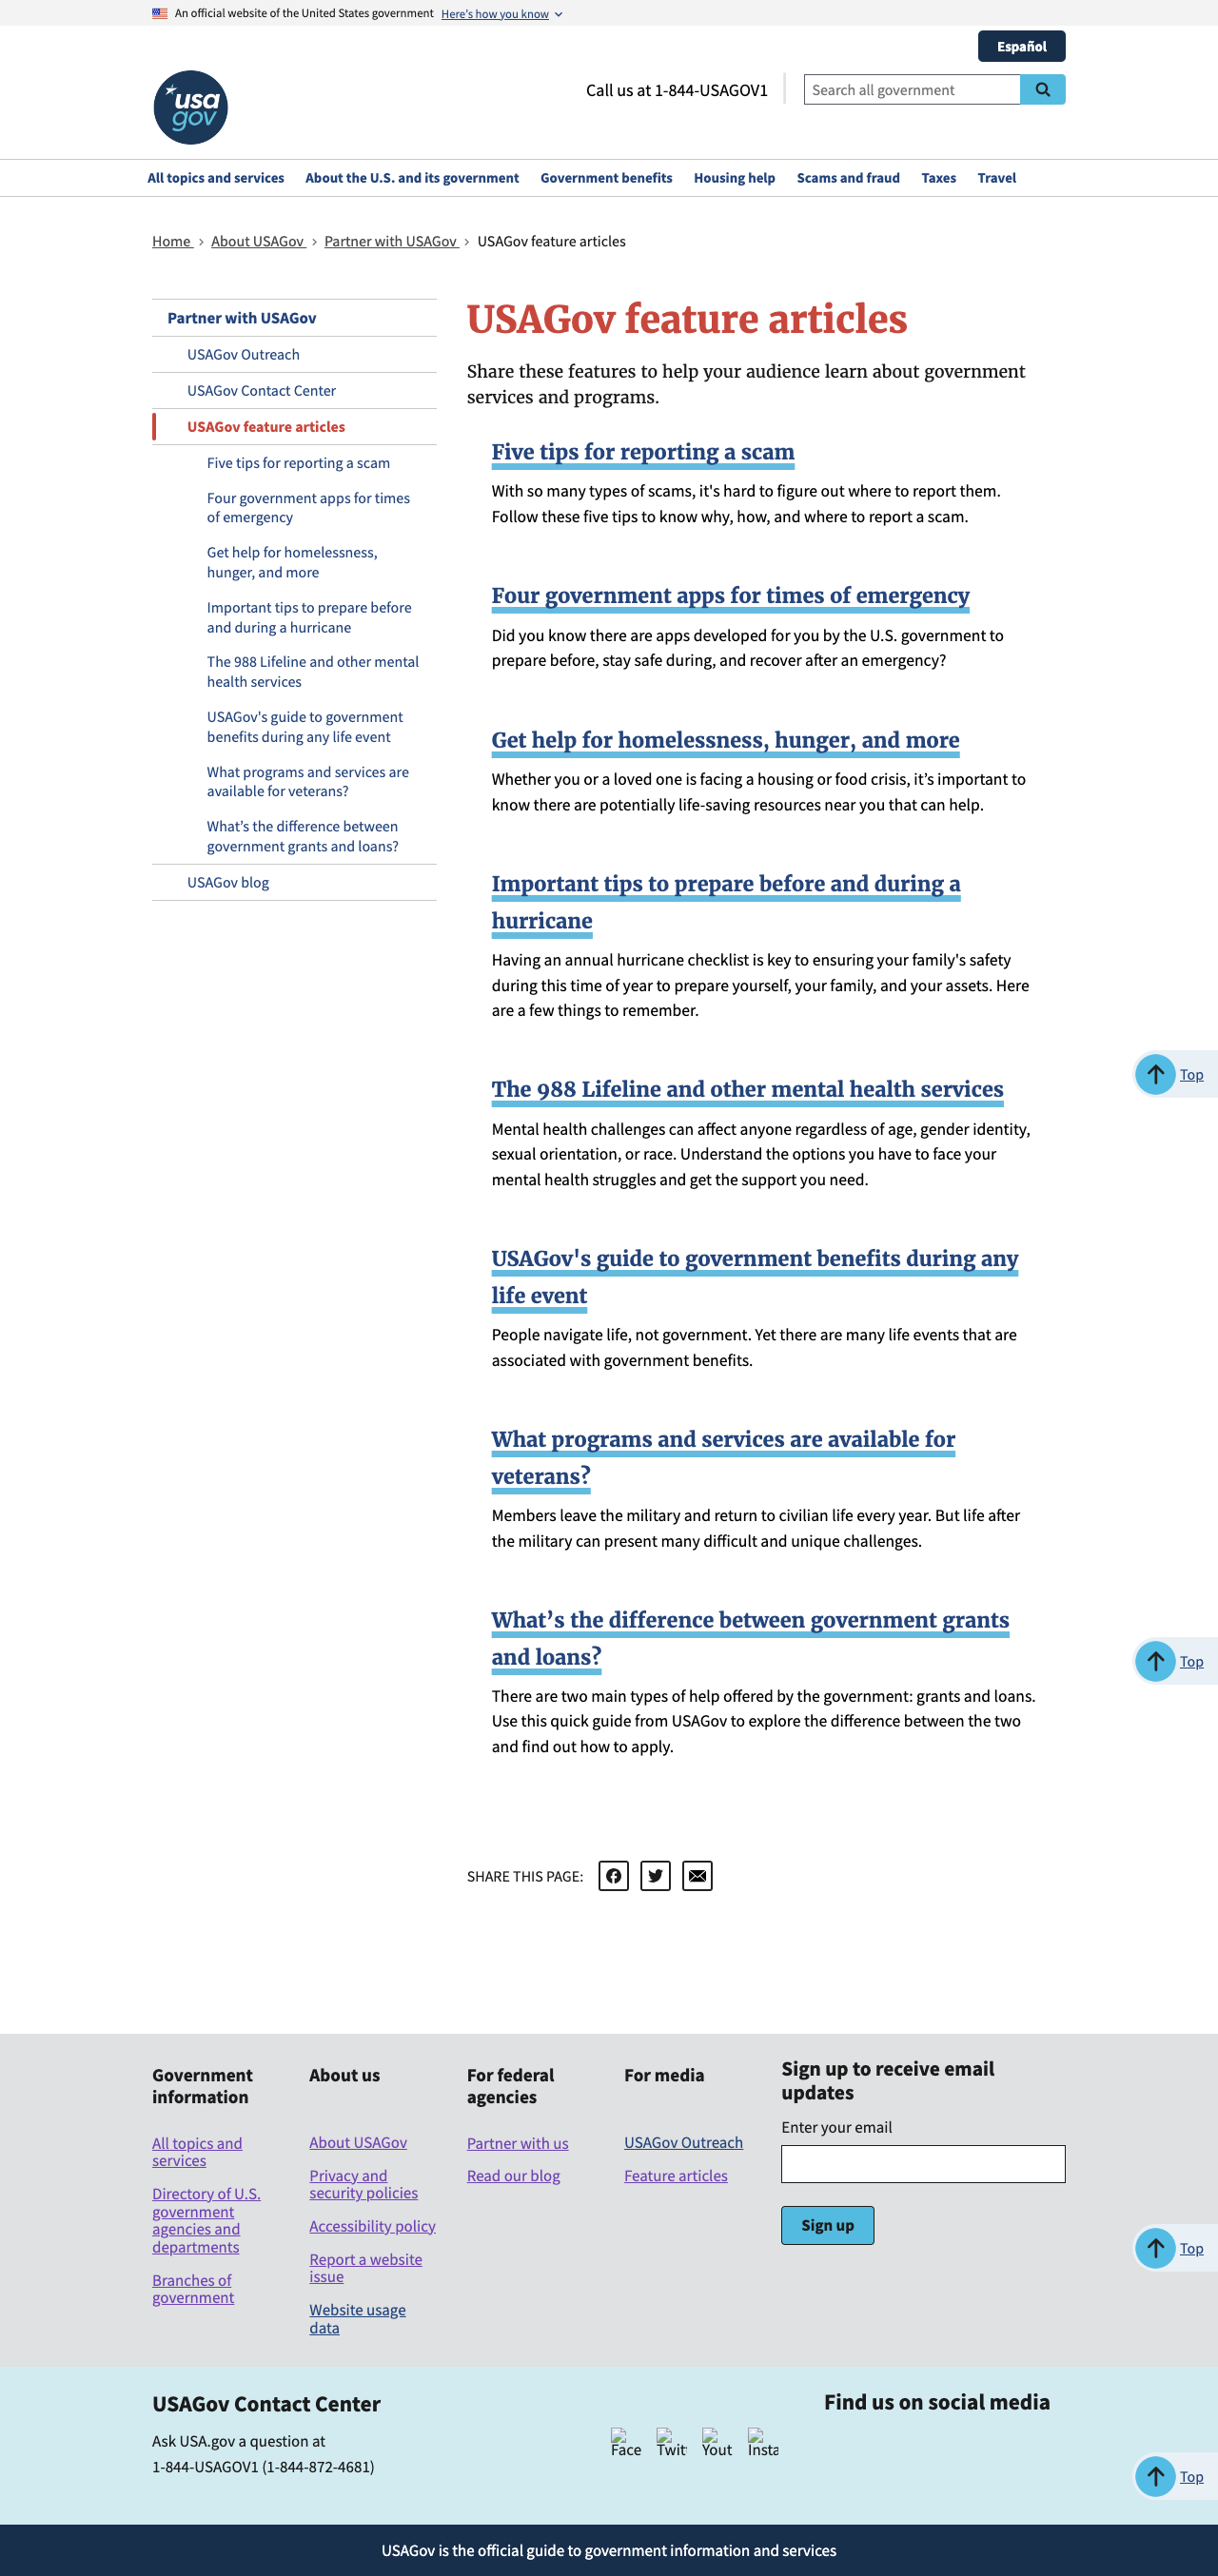 An official website of the United States government Here's how you know
Español
usa
gov
Call us at 1-844-USAGOV1
Search all government
All topics and services About the U.S. and its government Government benefits Housing help Scams and fraud Taxes Travel
Home About USAGov Partner with USAGov USAGov feature articles
Partner with USAGov
USAGov Outreach
USAGov Contact Center
USAGov feature articles
Five tips for reporting a scam
Four government apps for times
of emergency
Get help for homelessness,
hunger, and more
Important tips to prepare before
and during a hurricane
The 988 Lifeline and other mental
health services
USAGov's guide to government
benefits during any life event
What programs and services are
available for veterans?
What’s the difference between
government grants and loans?
USAGov blog
USAGov feature articles
Share these features to help your audience learn about government
services and programs.
Five tips for reporting a scam
With so many types of scams, it's hard to figure out where to report them.
Follow these five tips to know why, how, and where to report a scam.
Four government apps for times of emergency
Did you know there are apps developed for you by the U.S. government to
prepare before, stay safe during, and recover after an emergency?
Get help for homelessness, hunger, and more
Whether you or a loved one is facing a housing or food crisis, it’s important to
know there are potentially life-saving resources near you that can help.
Important tips to prepare before and during a
hurricane
Having an annual hurricane checklist is key to ensuring your family's safety
during this time of year to prepare yourself, your family, and your assets. Here
are a few things to remember.
Top
The 988 Lifeline and other mental health services
Mental health challenges can affect anyone regardless of age, gender identity,
sexual orientation, or race. Understand the options you have to face your
mental health struggles and get the support you need.
USAGov's guide to government benefits during any
life event
People navigate life, not government. Yet there are many life events that are
associated with government benefits.
What programs and services are available for
veterans?
Members leave the military and return to civilian life every year. But life after
the military can present many difficult and unique challenges.
What’s the difference between government grants
and loans?
Top
There are two main types of help offered by the government: grants and loans.
Use this quick guide from USAGov to explore the difference between the two
and find out how to apply.
SHARE THIS PAGE:
Government
information
All topics and
services
Directory of U.S.
government
agencies and
departments
Branches of
government
About us
About USAGov
Privacy and
security policies
Accessibility policy
Report a website
issue
Website usage
data
For federal
agencies
Partner with us
Read our blog
For media
USAGov Outreach
Feature articles
Sign up to receive email
updates
Enter your email
Sign up
Top
USAGov Contact Center
Ask USA.gov a question at
1-844-USAGOV1 (1-844-872-4681)
Find us on social media
Face Twit Yout Insta
Top
USAGov is the official guide to government information and services